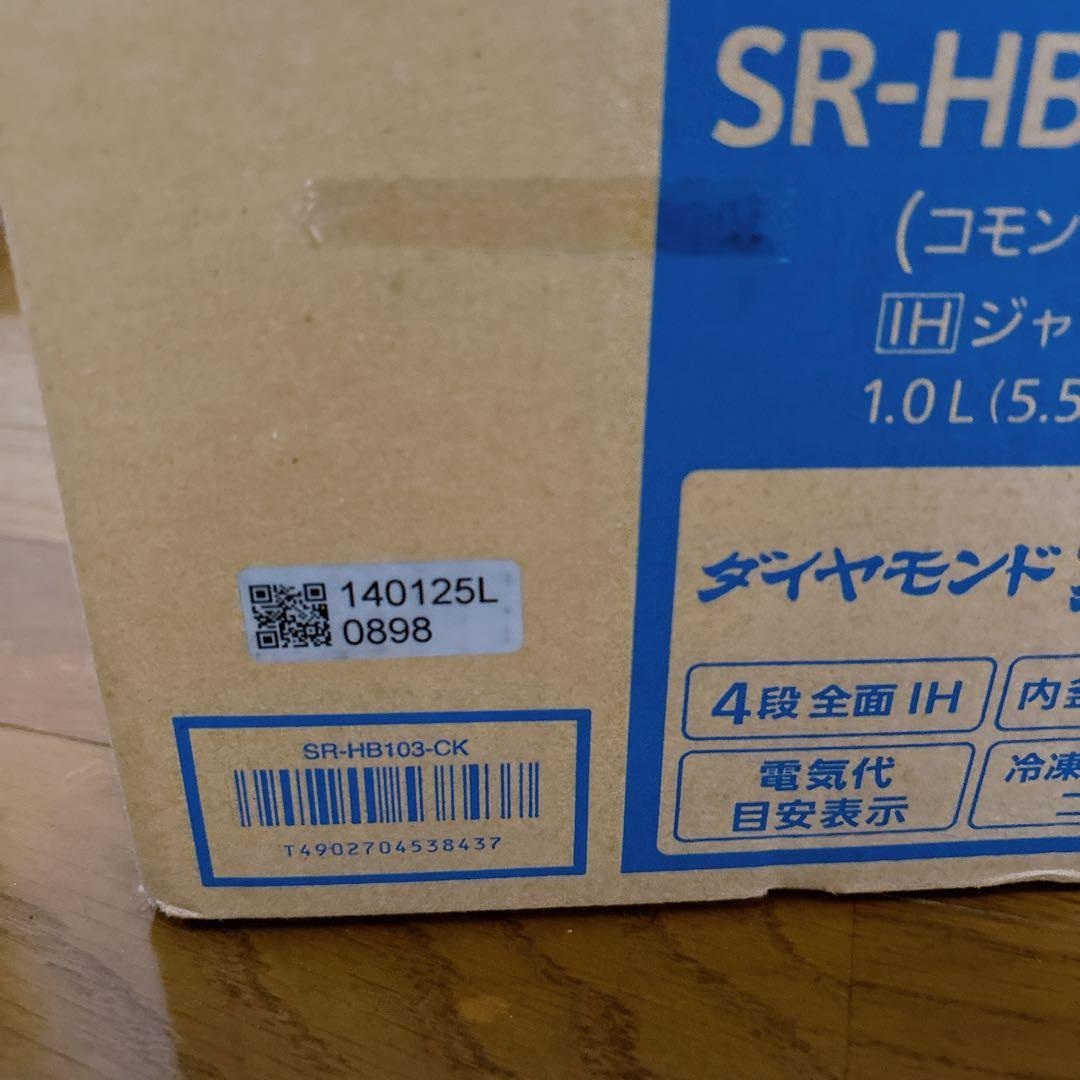 SR-HB
(コモン
IH ジャ
1.0L(5.5
ダイヤモンド
4段全面IH
内釜
電気代
目安表示
冷凍
140125L
0898
SR-HB103-CK
T4902704538437